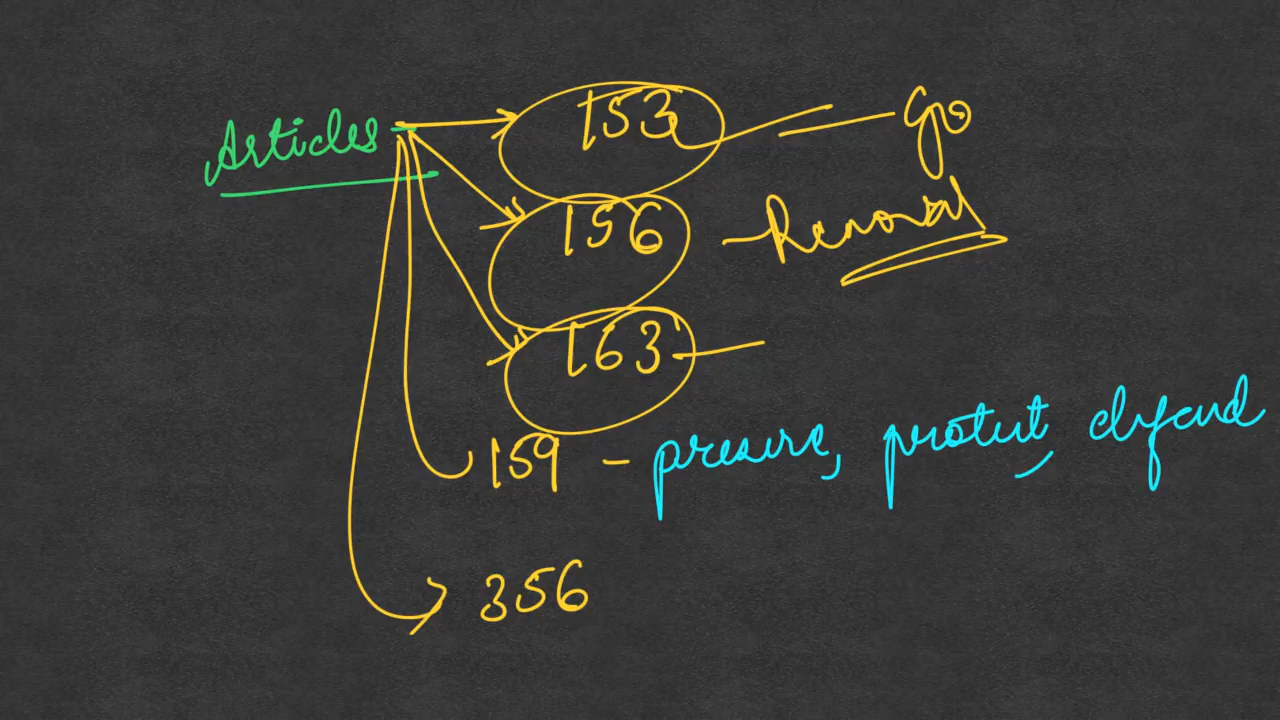 Articles 153 - Go
156 - Removal
163 -
159 - preserve, protect, defend
356